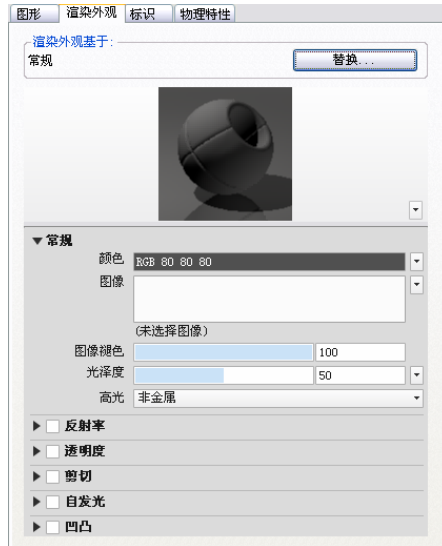 图形 渲染外观 标识 物理特性
渲染外观基于:
常规 替换...
▼常规
颜色 RGB 80 80 80
图像
(未选择图像)
图像褪色 100
光泽度 50
高光 非金属
反射率
透明度
剪切
自发光
凹凸